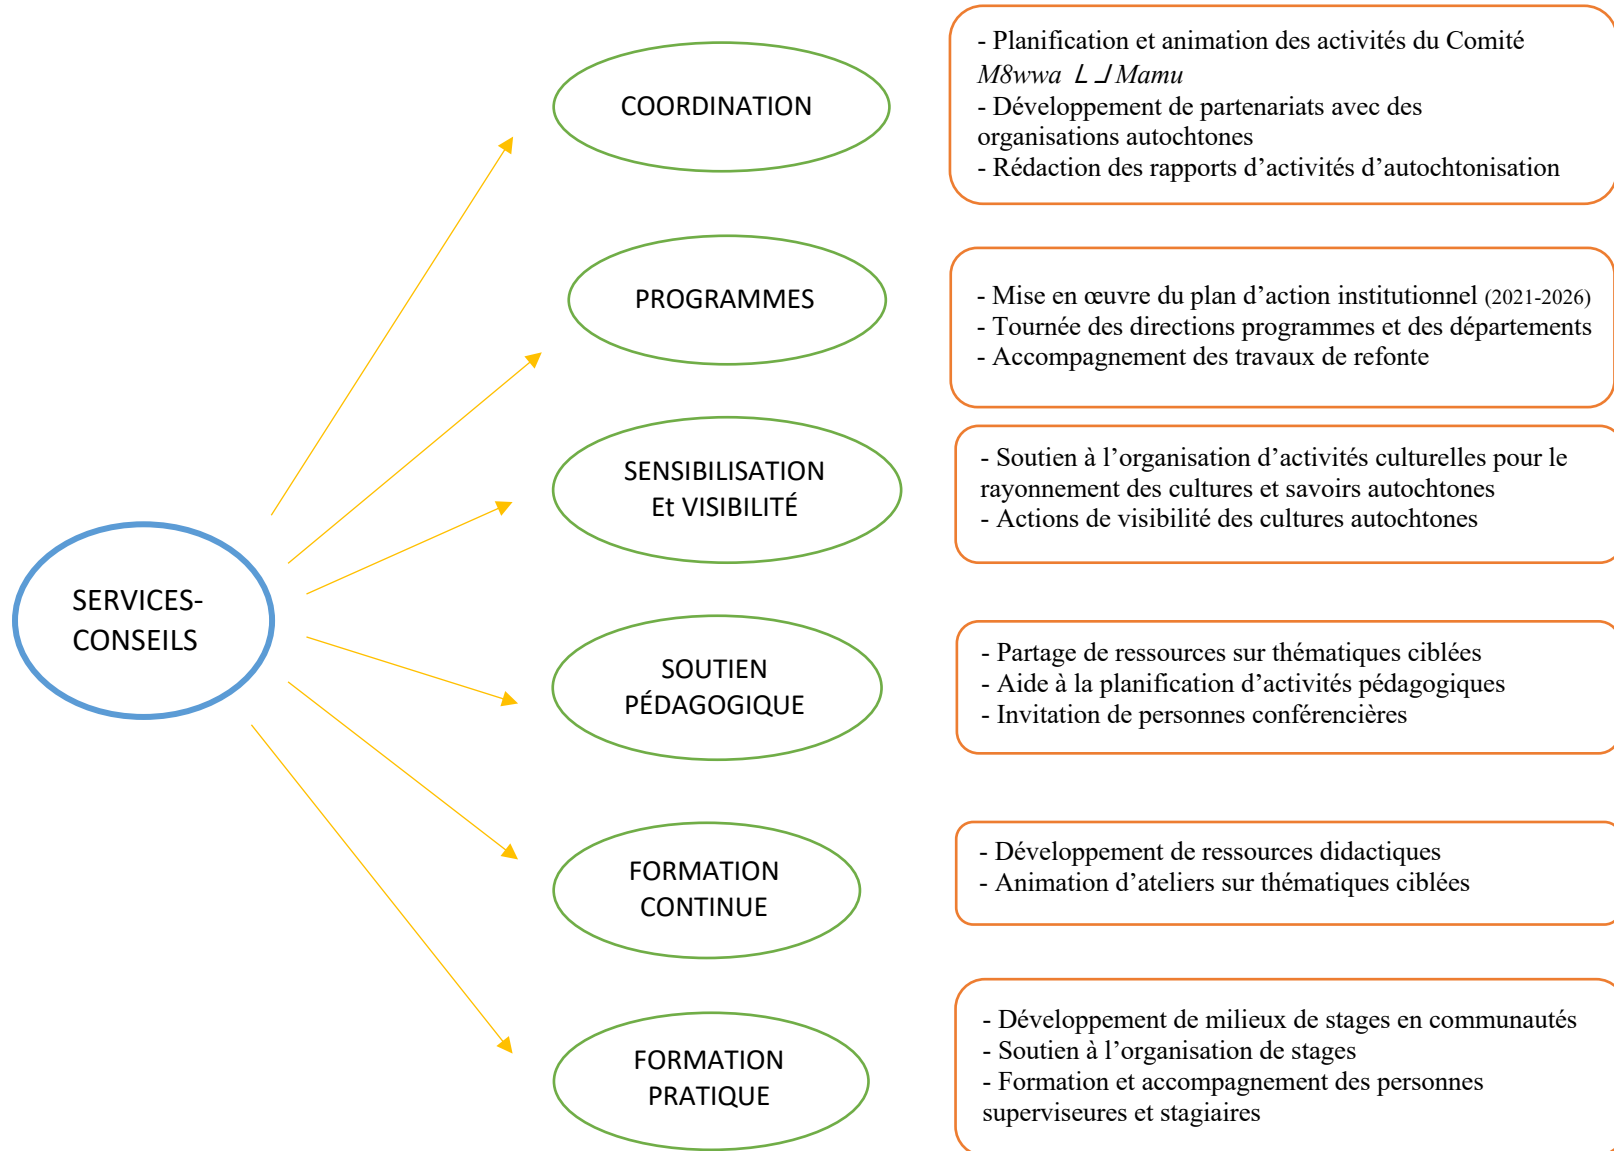 SERVICES-
CONSEILS
COORDINATION
- Planification et animation des activités du Comité
M8wwa ᒪ ᒧ Mamu
- Développement de partenariats avec des
organisations autochtones
- Rédaction des rapports d’activités d’autochtonisation
PROGRAMMES
- Mise en œuvre du plan d’action institutionnel (2021-2026)
- Tournée des directions programmes et des départements
- Accompagnement des travaux de refonte
SENSIBILISATION
Et VISIBILITÉ
- Soutien à l’organisation d’activités culturelles pour le
rayonnement des cultures et savoirs autochtones
- Actions de visibilité des cultures autochtones
SOUTIEN
PÉDAGOGIQUE
- Partage de ressources sur thématiques ciblées
- Aide à la planification d’activités pédagogiques
- Invitation de personnes conférencières
FORMATION
CONTINUE
- Développement de ressources didactiques
- Animation d’ateliers sur thématiques ciblées
FORMATION
PRATIQUE
- Développement de milieux de stages en communautés
- Soutien à l’organisation de stages
- Formation et accompagnement des personnes
superviseures et stagiaires